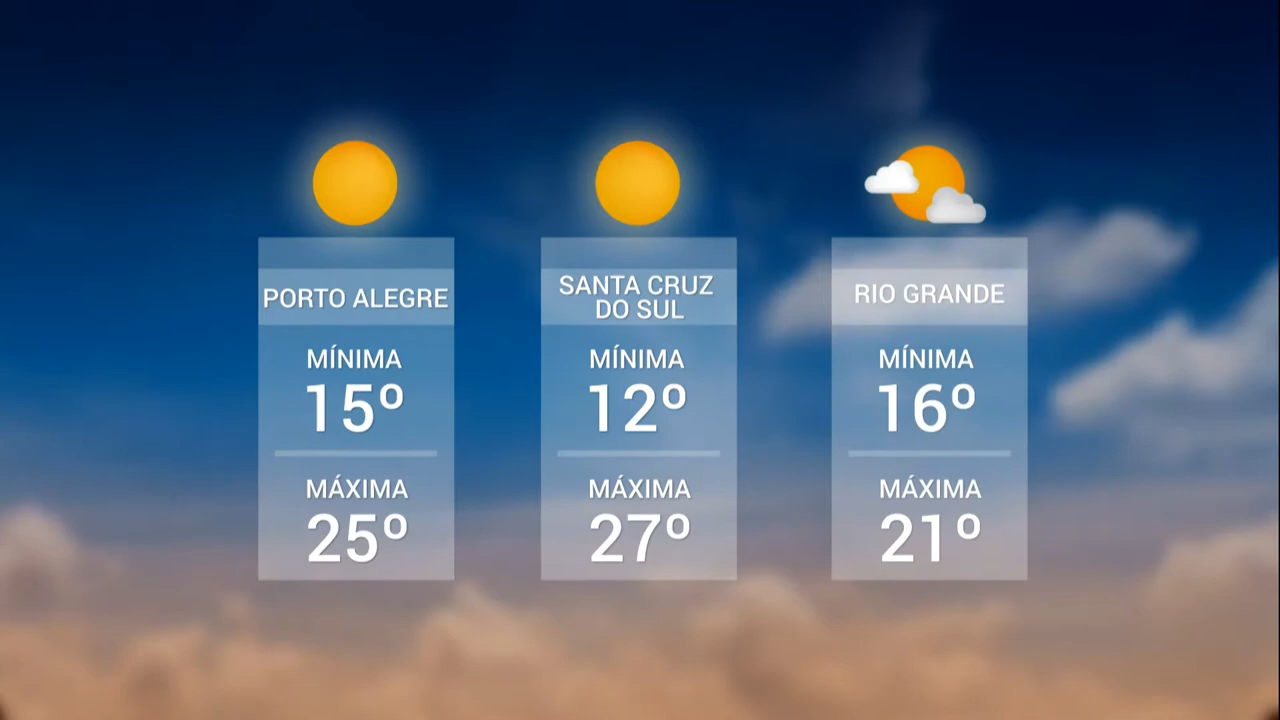 PORTO ALEGRE
MÍNIMA
15º
MÁXIMA
25º
SANTA CRUZ
DO SUL
MÍNIMA
12º
MÁXIMA
27º
RIO GRANDE
MÍNIMA
16º
MÁXIMA
21º